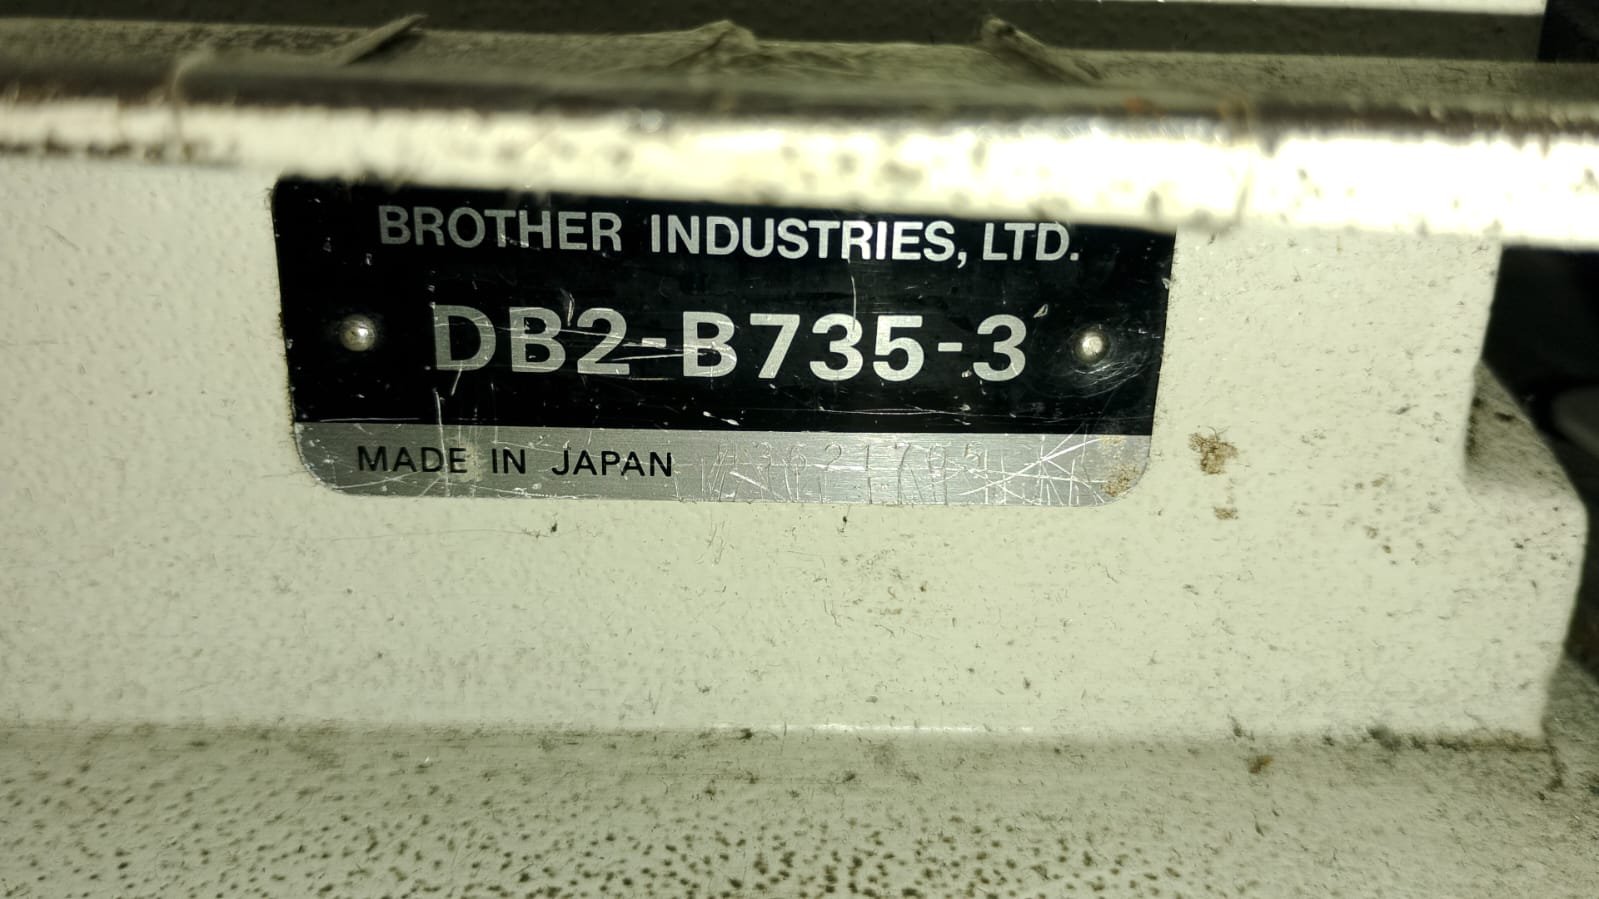 BROTHER INDUSTRIES, LTD.
DB2-B735-3
MADE IN JAPAN